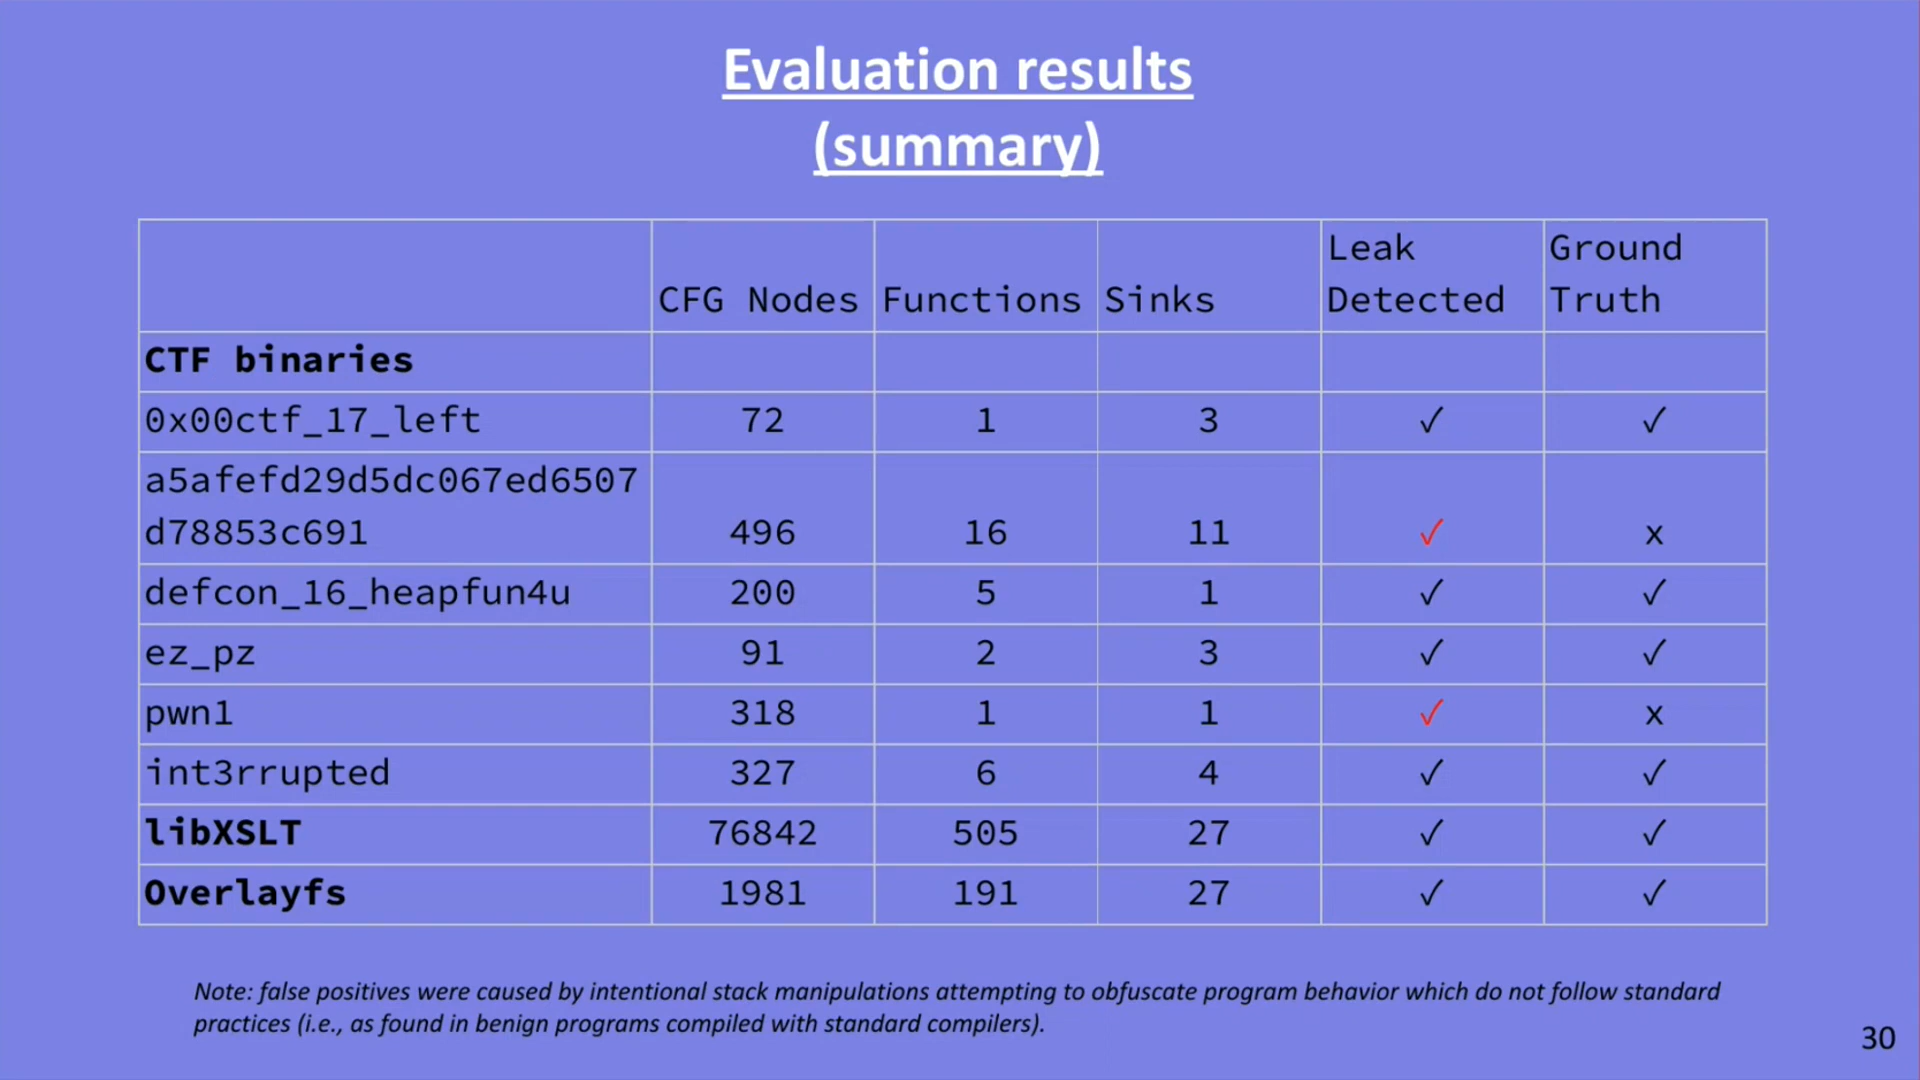 Evaluation results
(summary)
CFG Nodes Functions Sinks Leak Detected Ground Truth
CTF binaries
0x00ctf_17_left 72 1 3 ✓ ✓
a5afefd29d5dc067ed6507
d78853c691 496 16 11 ✓ x
defcon_16_heapfun4u 200 5 1 ✓ ✓
ez_pz 91 2 3 ✓ ✓
pwn1 318 1 1 ✓ x
int3rrupted 327 6 4 ✓ ✓
libXSLT 76842 505 27 ✓ ✓
Overlayfs 1981 191 27 ✓ ✓
Note: false positives were caused by intentional stack manipulations attempting to obfuscate program behavior which do not follow standard
practices (i.e., as found in benign programs compiled with standard compilers).
30